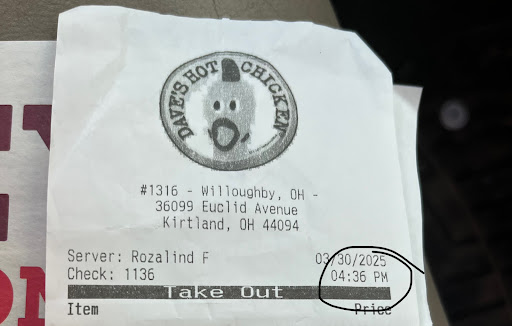 DAVE'S HOT CHICKEN
#1316 - Willoughby, OH -
36099 Euclid Avenue
Kirtland, OH 44094
Server: Rozalind F 03/30/2025
Check: 1136 04:36 PM
Take Out
Item Price